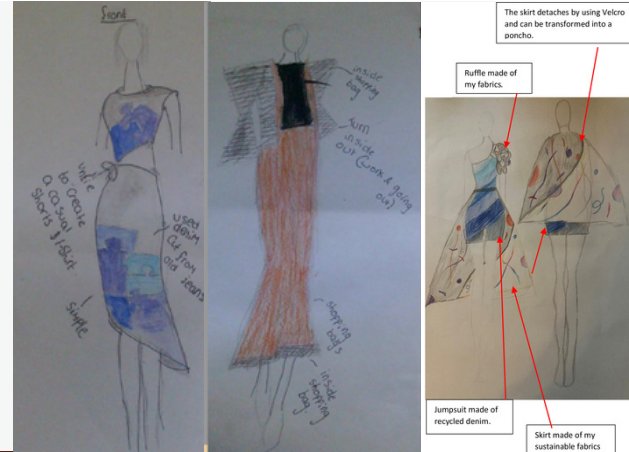 front
untie
to create
a casual
shorts & t-shirt
used
denim
Cut from
old jeans
simple
inside
shopping
bag
turn
inside
out (work & going
out)
shopping
bags
inside
shopping
bag
The skirt detaches by using Velcro
and can be transformed into a
poncho.
Ruffle made of
my fabrics.
Jumpsuit made of
recycled denim.
Skirt made of my
sustainable fabrics